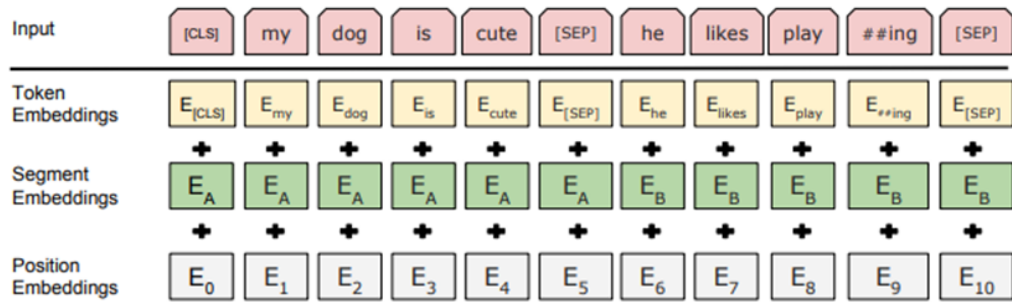 Input [CLS] my dog is cute [SEP] he likes play ##ing [SEP]
Token Embeddings E[CLS] Emy Edog Eis Ecute E[SEP] Ehe Elikes Eplay E##ing E[SEP]
+ + + + + + + + + + +
Segment Embeddings EA EA EA EA EA EA EB EB EB EB EB
+ + + + + + + + + + +
Position Embeddings E0 E1 E2 E3 E4 E5 E6 E7 E8 E9 E10